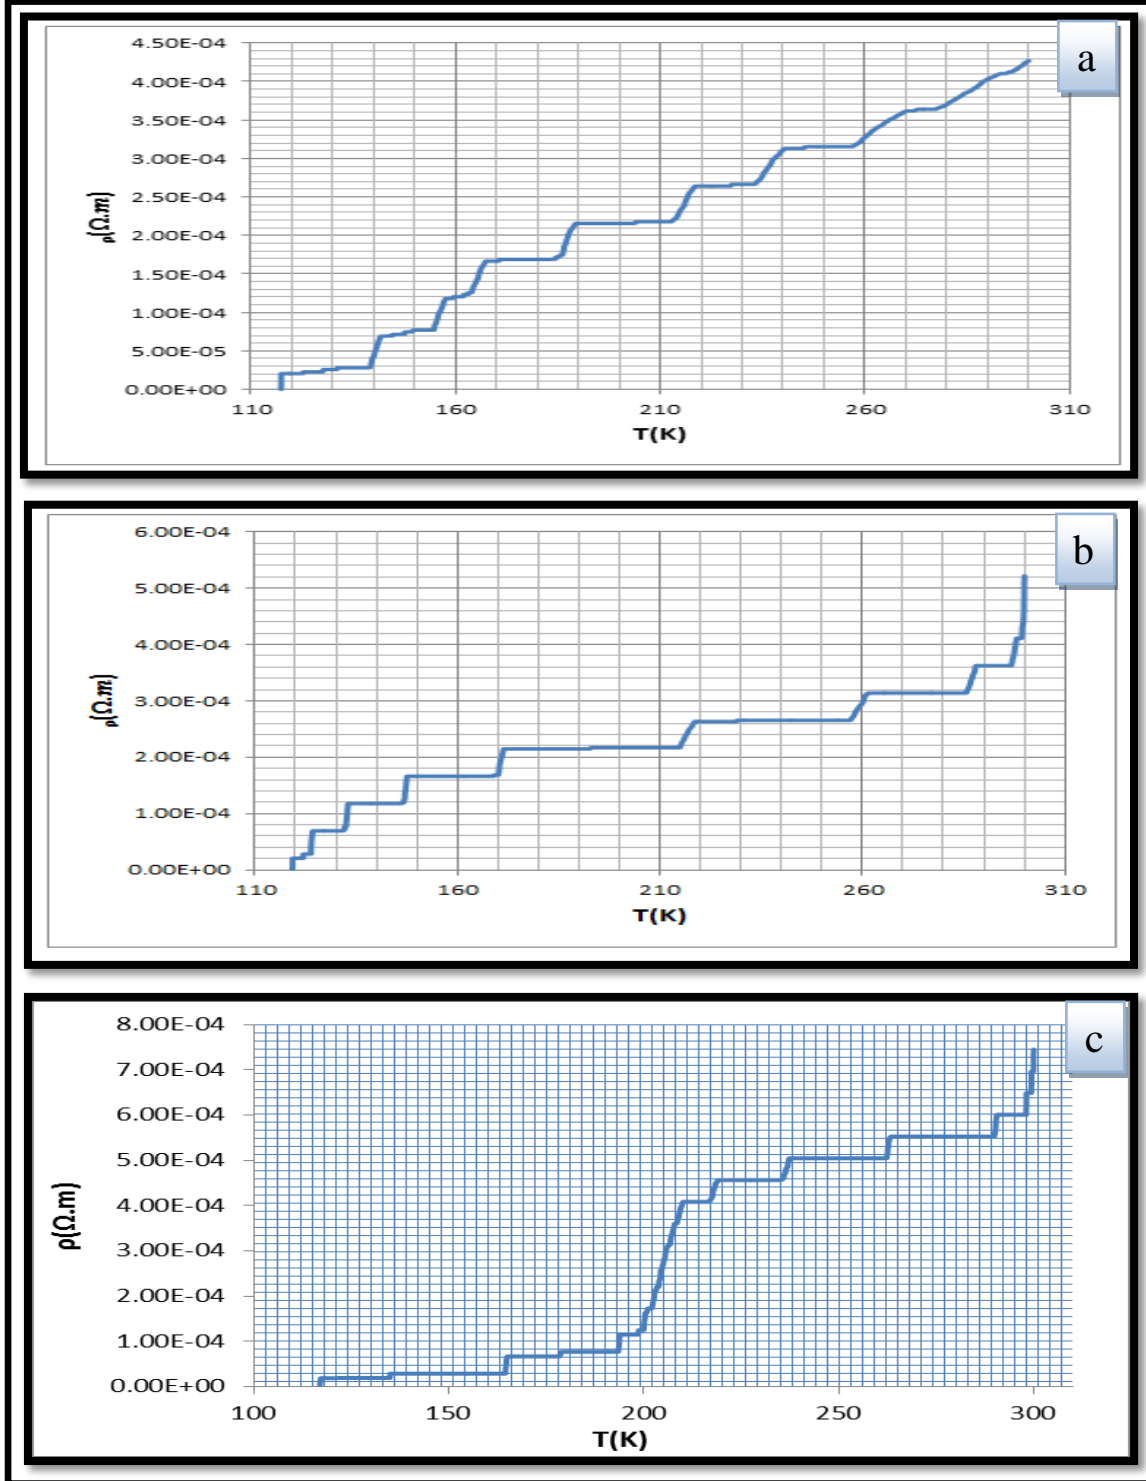 a
4.50E-04
4.00E-04
3.50E-04
3.00E-04
2.50E-04
2.00E-04
1.50E-04
1.00E-04
5.00E-05
0.00E+00
ρ(Ω.m)
110 160 210 260 310
T(K)
b
6.00E-04
5.00E-04
4.00E-04
3.00E-04
2.00E-04
1.00E-04
0.00E+00
ρ(Ω.m)
110 160 210 260 310
T(K)
c
8.00E-04
7.00E-04
6.00E-04
5.00E-04
4.00E-04
3.00E-04
2.00E-04
1.00E-04
0.00E+00
ρ(Ω.m)
100 150 200 250 300
T(K)